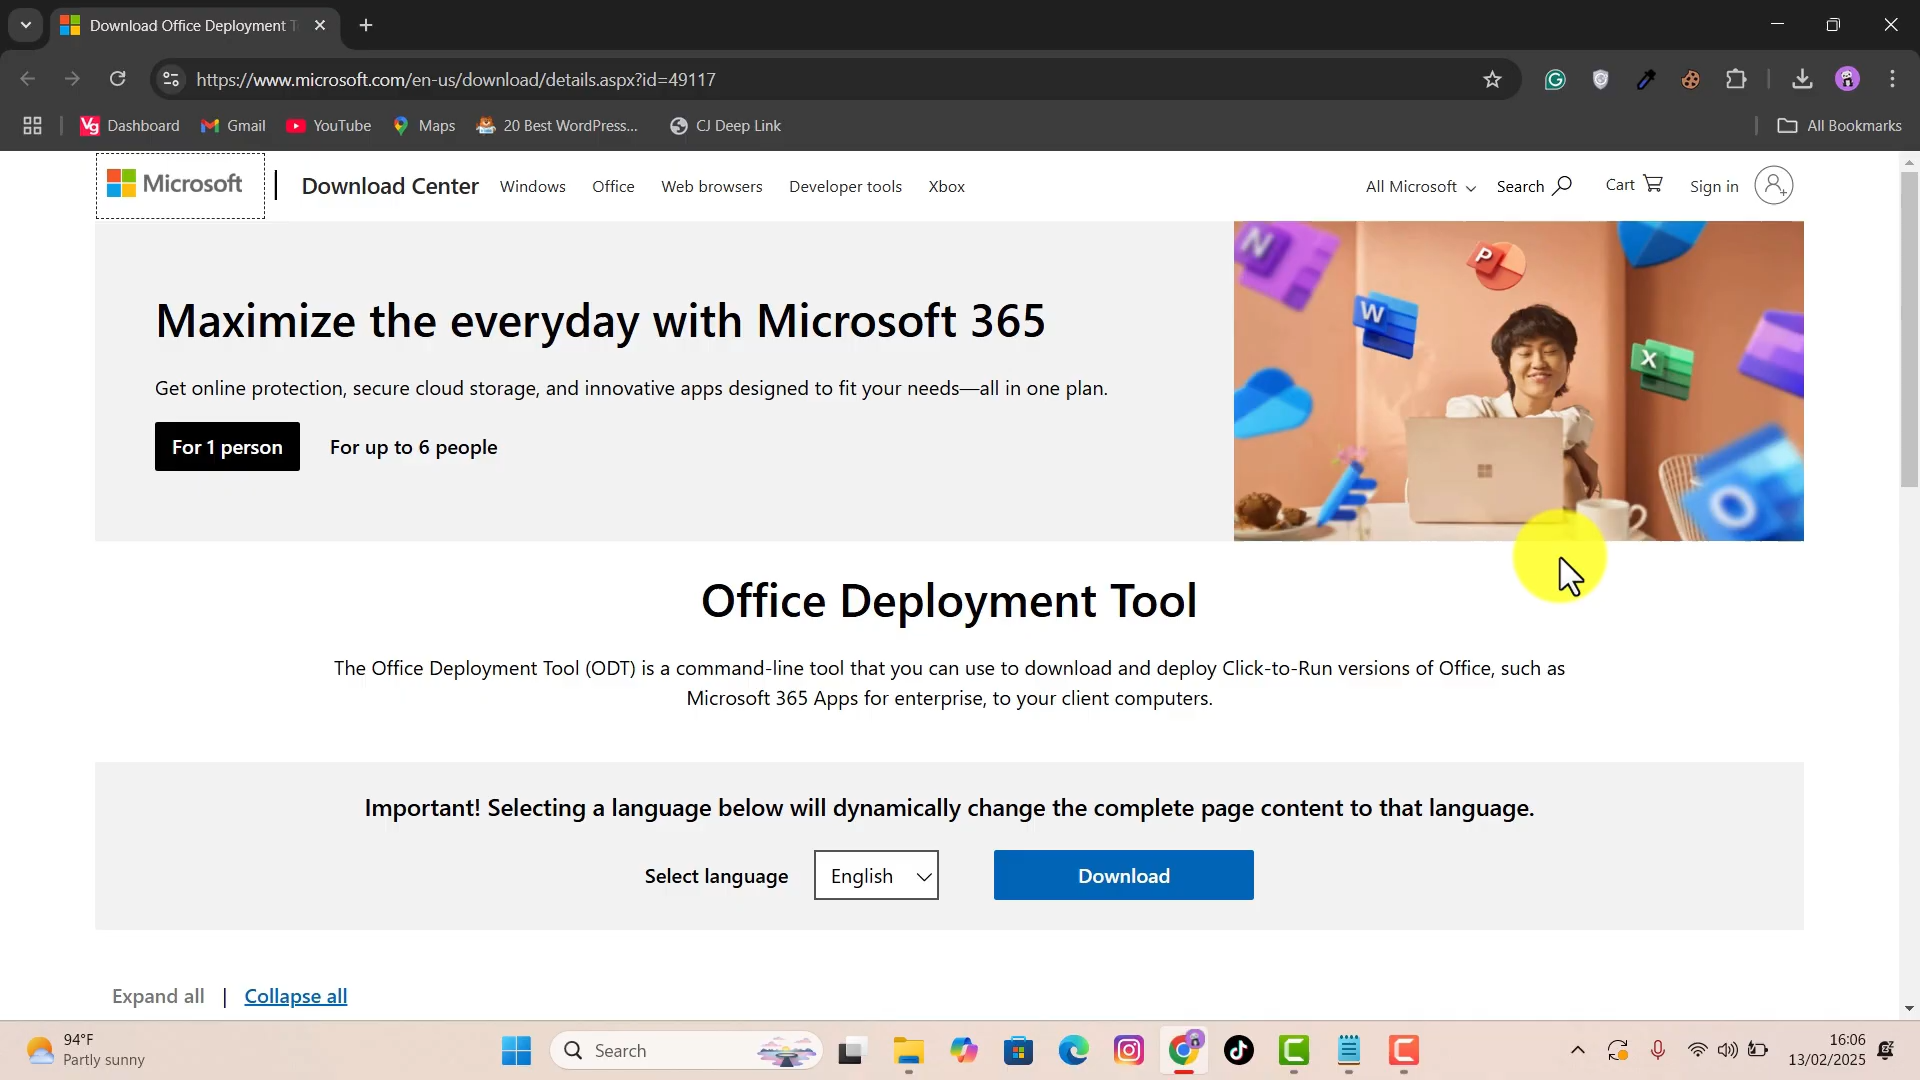 Download Office Deployment T
https://www.microsoft.com/en-us/download/details.aspx?id=49117
Vg Dashboard Gmail YouTube Maps 20 Best WordPress... CJ Deep Link All Bookmarks
Microsoft Download Center Windows Office Web browsers Developer tools Xbox All Microsoft Search Cart Sign in
Maximize the everyday with Microsoft 365
Get online protection, secure cloud storage, and innovative apps designed to fit your needs—all in one plan.
For 1 person For up to 6 people
N
P
W
X
O
Office Deployment Tool
The Office Deployment Tool (ODT) is a command-line tool that you can use to download and deploy Click-to-Run versions of Office, such as
Microsoft 365 Apps for enterprise, to your client computers.
Important! Selecting a language below will dynamically change the complete page content to that language.
Select language English Download
Expand all | Collapse all
94°F
Partly sunny
Search
16:06
13/02/2025